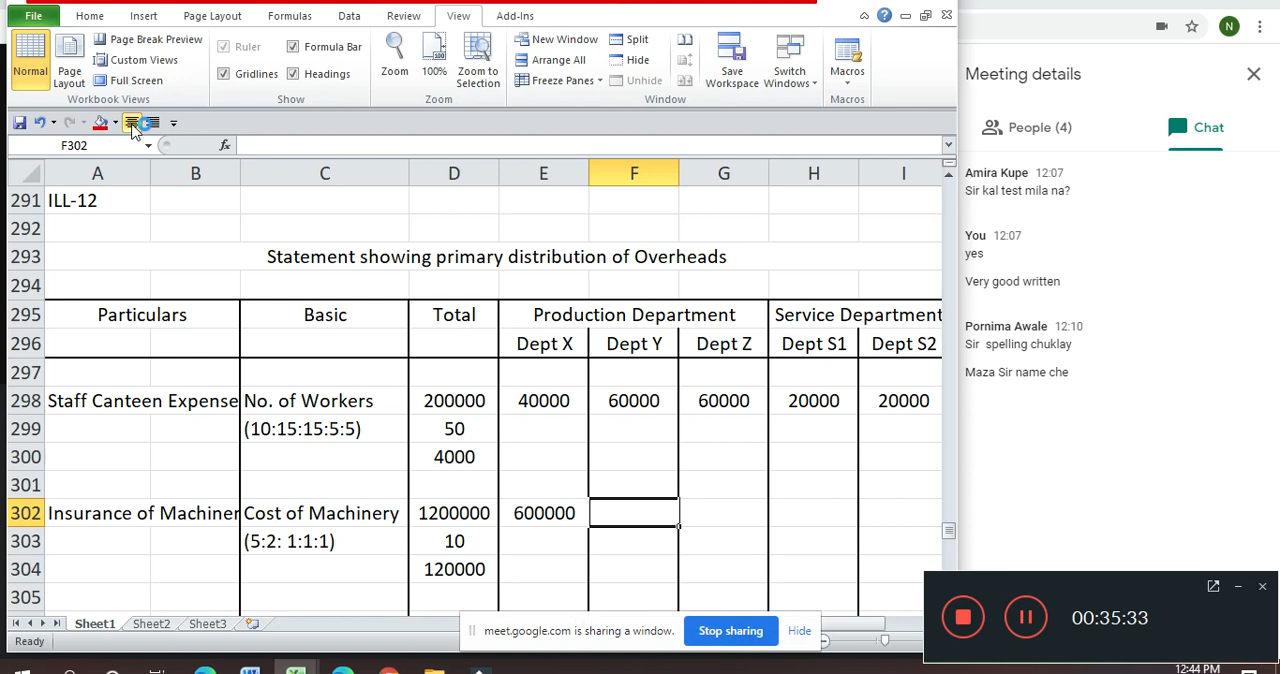 File Home Insert Page Layout Formulas Data Review View Add-Ins
Normal Page Layout Page Break Preview Custom Views Full Screen Workbook Views
Ruler Formula Bar Gridlines Headings Show
Zoom 100% Zoom to Selection Zoom
New Window Arrange All Freeze Panes Split Hide Unhide Save Workspace Switch Windows Window
Macros Macros
F302 fx
A B C D E F G H I
291 ILL-12
292
293 Statement showing primary distribution of Overheads
294
295 Particulars Basic Total Production Department Service Department
296 Dept X Dept Y Dept Z Dept S1 Dept S2
297
298 Staff Canteen Expense No. of Workers 200000 40000 60000 60000 20000 20000
299 (10:15:15:5:5) 50
300 4000
301
302 Insurance of Machiner Cost of Machinery 1200000 600000
303 (5:2: 1:1:1) 10
304 120000
305
Sheet1 Sheet2 Sheet3
Ready
meet.google.com is sharing a window. Stop sharing Hide
N
Meeting details
People (4) Chat
Amira Kupe 12:07
Sir kal test mila na?
You 12:07
yes
Very good written
Pornima Awale 12:10
Sir spelling chuklay
Maza Sir name che
00:35:33
12:44 PM